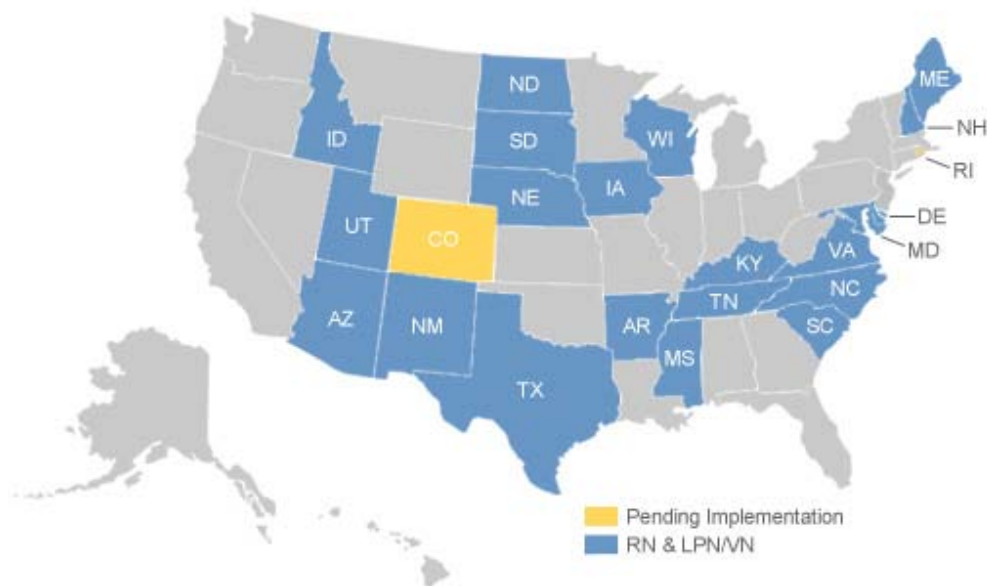 ME
ND
NH
ID
SD
WI
RI
NE
IA
UT
CO
DE
MD
KY
VA
AZ
NM
AR
TN
NC
SC
MS
TX
Pending Implementation
RN & LPN/VN